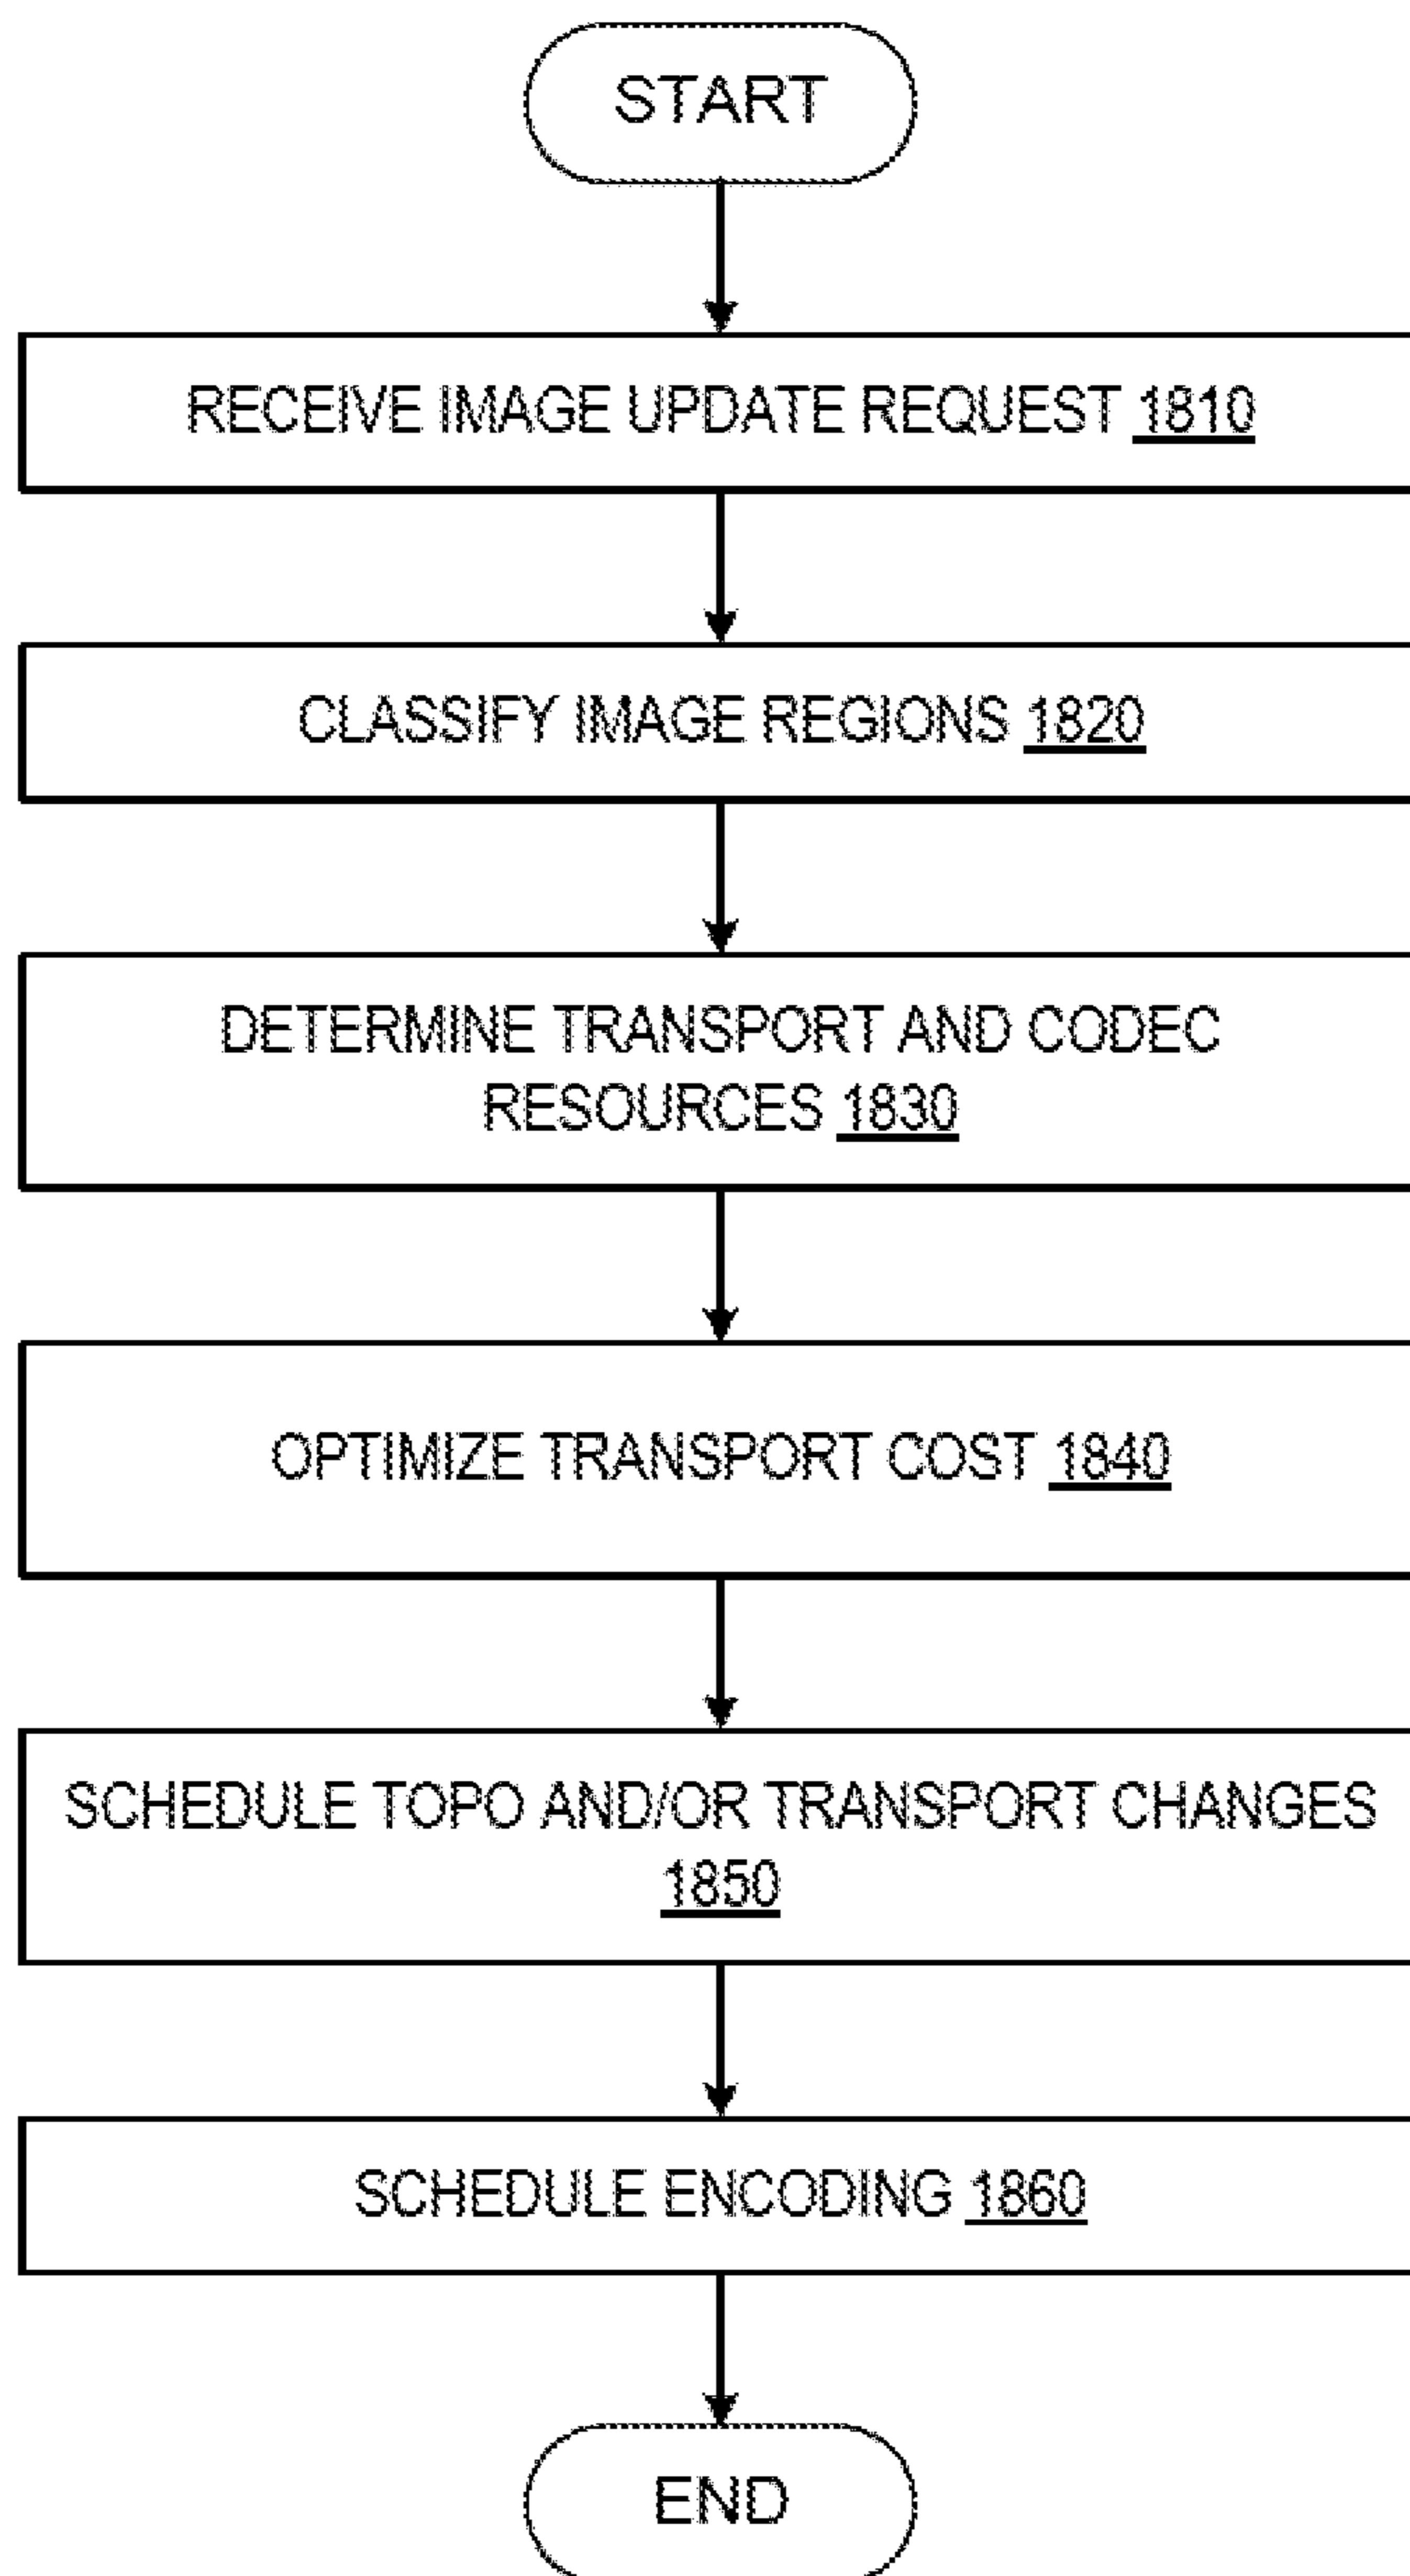 START
RECEIVE IMAGE UPDATE REQUEST 1810
CLASSIFY IMAGE REGIONS 1820
DETERMINE TRANSPORT AND CODEC
RESOURCES 1830
OPTIMIZE TRANSPORT COST 1840
SCHEDULE TOPO AND/OR TRANSPORT CHANGES
1850
SCHEDULE ENCODING 1860
END